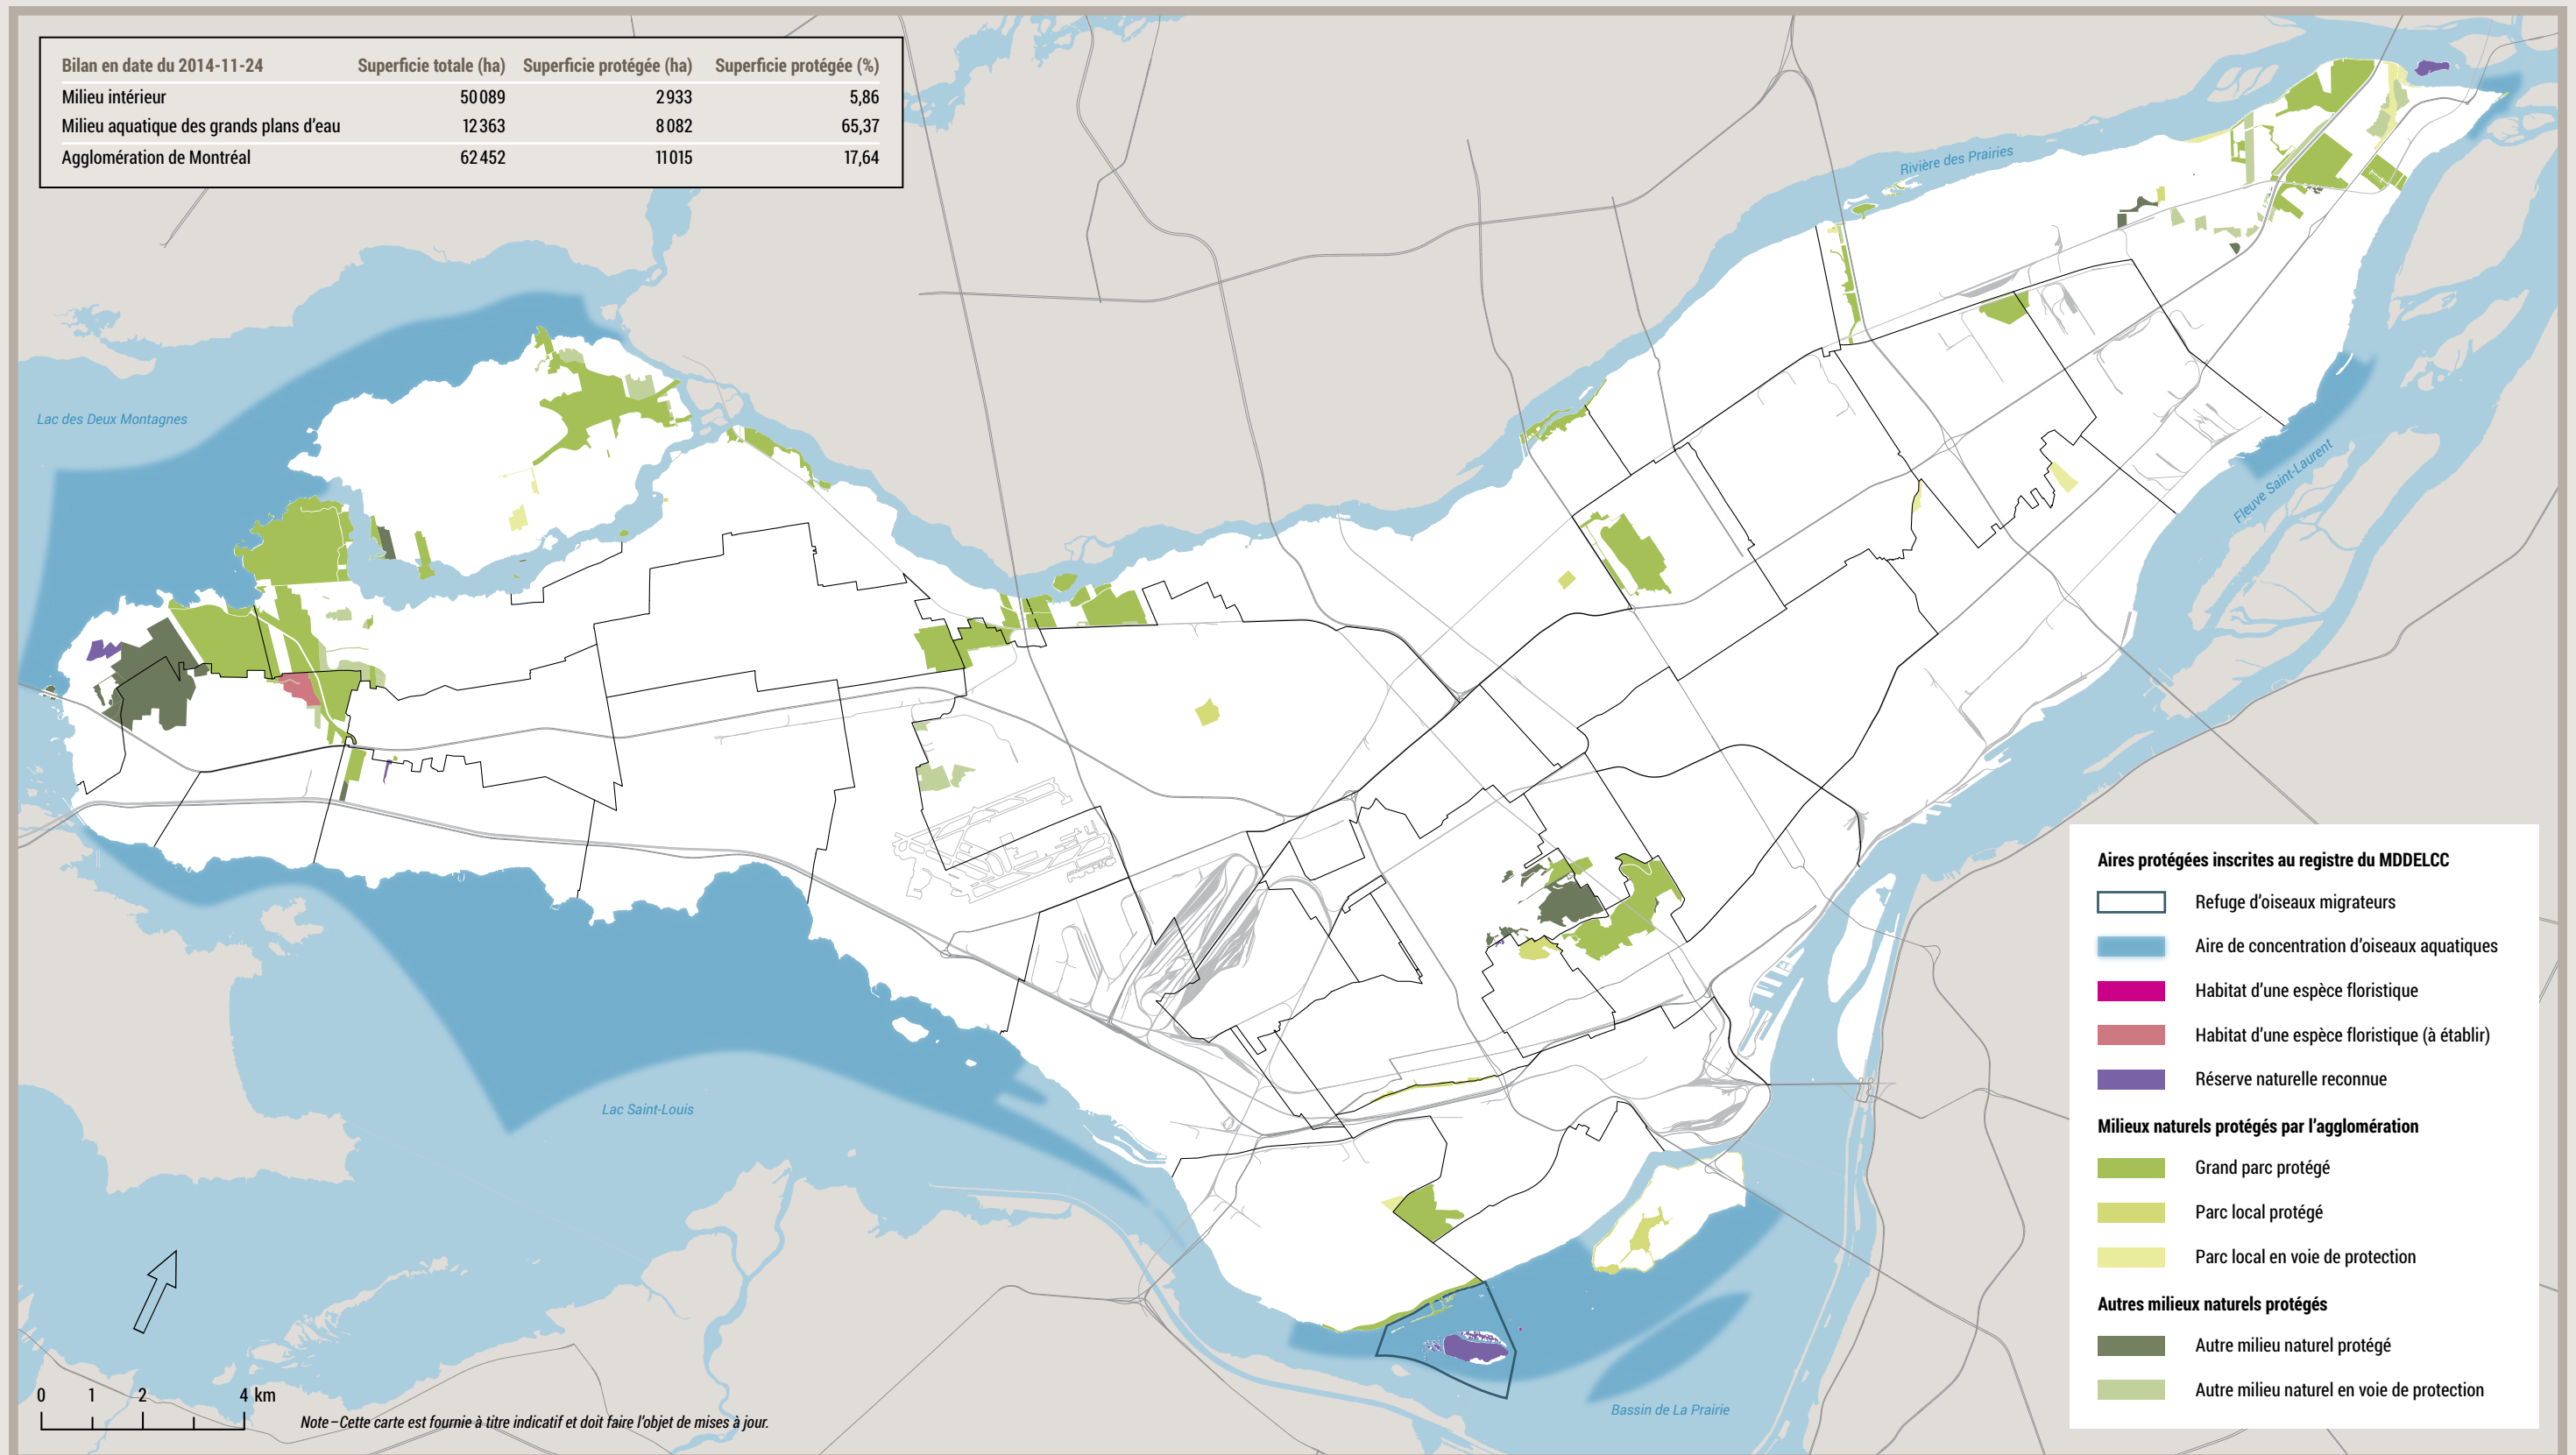 Bilan en date du 2014-11-24 Superficie totale (ha) Superficie protégée (ha) Superficie protégée (%)
Milieu intérieur 50 089 2 933 5,86
Milieu aquatique des grands plans d’eau 12 363 8 082 65,37
Agglomération de Montréal 62 452 11 015 17,64
Rivière des Prairies
Lac des Deux Montagnes
Fleuve Saint-Laurent
Lac Saint-Louis
Bassin de La Prairie
Aires protégées inscrites au registre du MDDELCC
Refuge d’oiseaux migrateurs
Aire de concentration d’oiseaux aquatiques
Habitat d’une espèce floristique
Habitat d’une espèce floristique (à établir)
Réserve naturelle reconnue
Milieux naturels protégés par l’agglomération
Grand parc protégé
Parc local protégé
Parc local en voie de protection
Autres milieux naturels protégés
Autre milieu naturel protégé
Autre milieu naturel en voie de protection
0 1 2 4 km
Note – Cette carte est fournie à titre indicatif et doit faire l’objet de mises à jour.